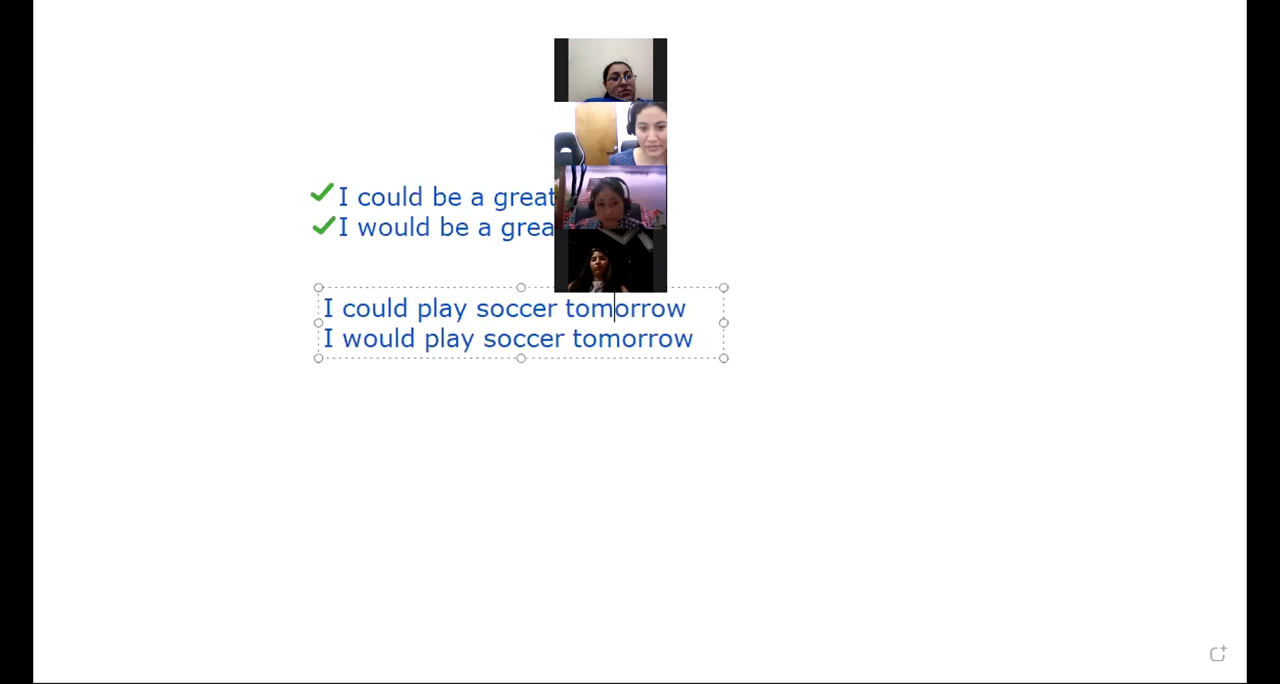 I could be a great
I would be a grea
I could play soccer tomorrow
I would play soccer tomorrow